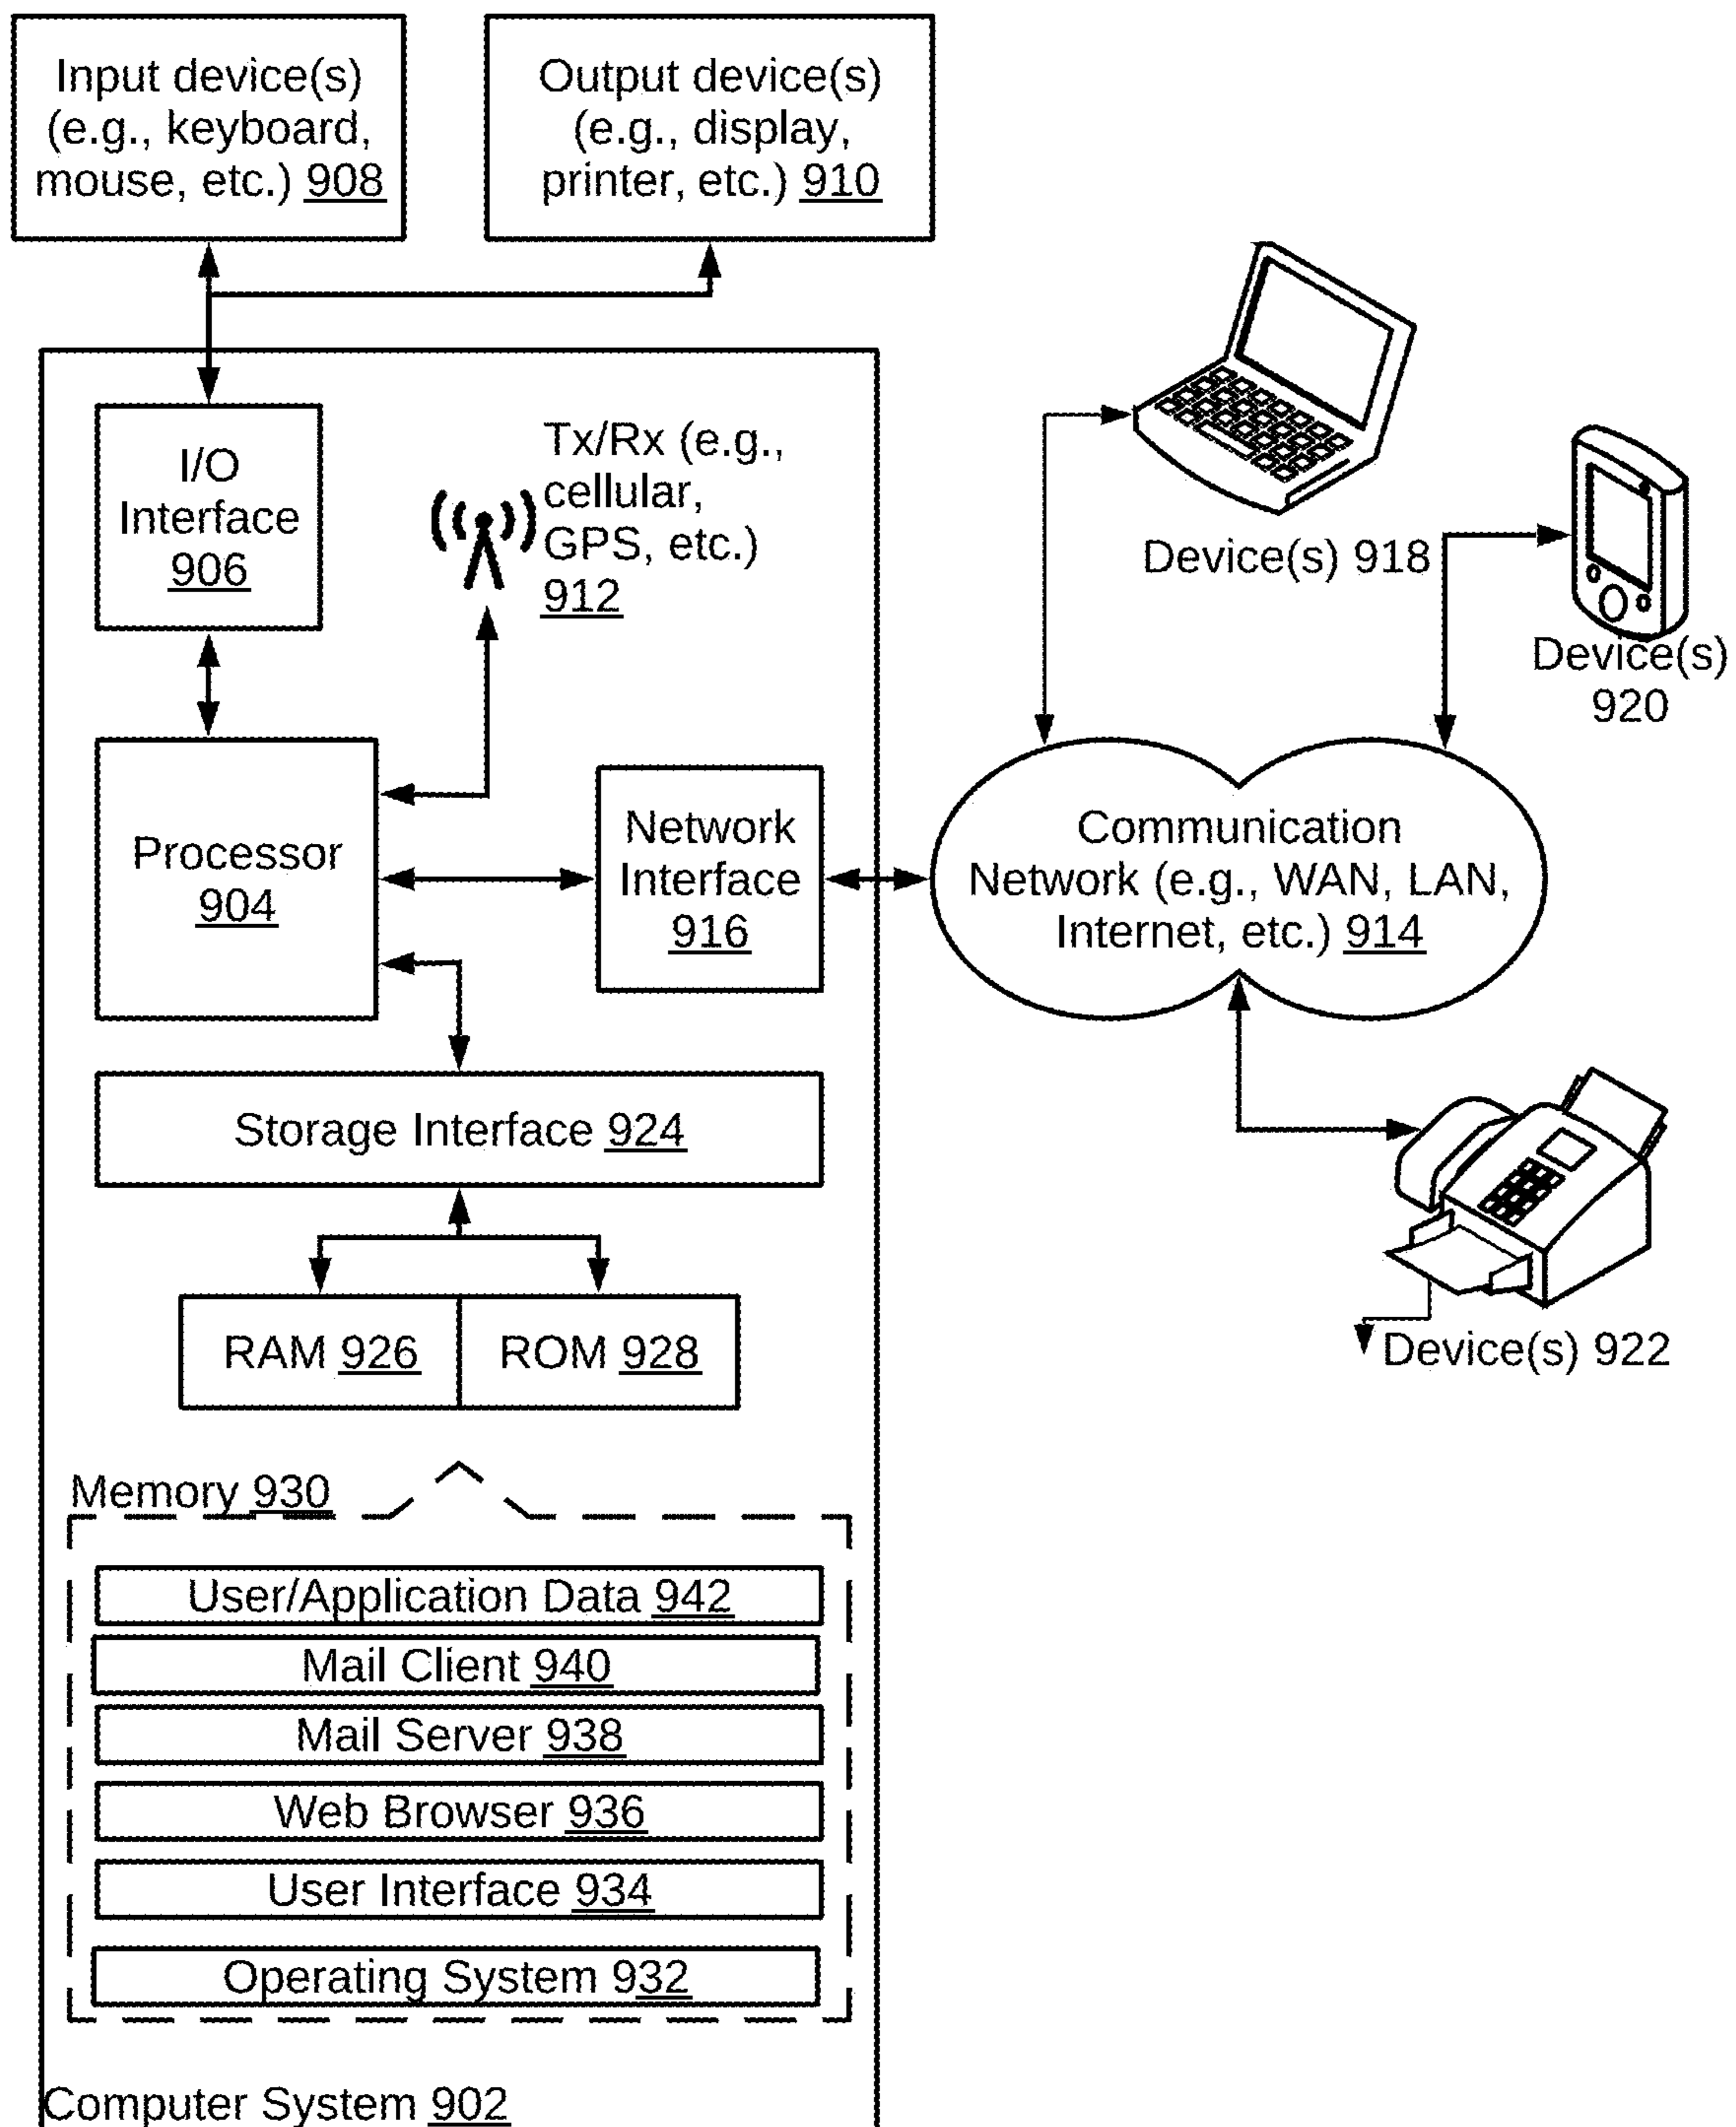 Input device(s)
(e.g., keyboard,
mouse, etc.) 908
Output device(s)
(e.g., display,
printer, etc.) 910
I/O
Interface
906
Tx/Rx (e.g.,
cellular,
GPS, etc.)
912
Device(s) 918
Device(s)
920
Processor
904
Network
Interface
916
Communication
Network (e.g., WAN, LAN,
Internet, etc.) 914
Storage Interface 924
RAM 926
ROM 928
Device(s) 922
Memory 930
User/Application Data 942
Mail Client 940
Mail Server 938
Web Browser 936
User Interface 934
Operating System 932
Computer System 902